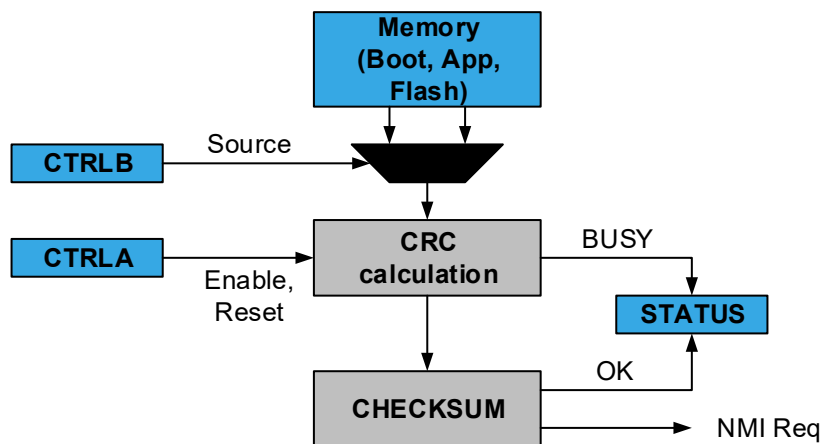 Memory
(Boot, App,
Flash)
CTRLB
Source
CTRLA
Enable,
Reset
CRC
calculation
BUSY
STATUS
OK
CHECKSUM
NMI Req